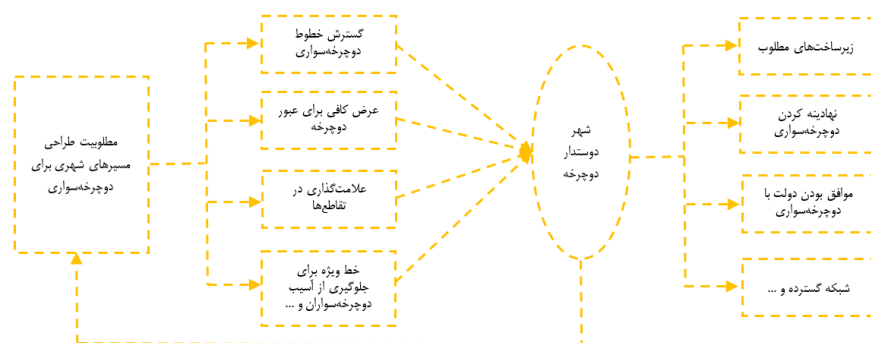 مطلوبیت طراحی
مسیرهای شهری برای
دوچرخه‌سواری
گسترش خطوط
دوچرخه‌سواری
عرض کافی برای عبور
دوچرخه
علامت‌گذاری در
تقاطع‌ها
خط ویژه برای
جلوگیری از آسیب
دوچرخه‌سواران و ...
شهر
دوستدار
دوچرخه
زیرساخت‌های مطلوب
نهادینه کردن
دوچرخه‌سواری
موافق بودن دولت با
دوچرخه‌سواری
شبکه گسترده و ...